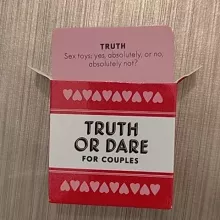 TRUTH
Sex toys: yes, absolutely, or no,
absolutely not?
TRUTH
OR DARE
FOR COUPLES